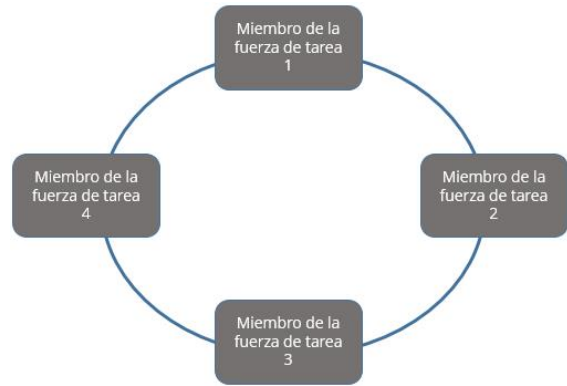 Miembro de la
fuerza de tarea
1
Miembro de la
fuerza de tarea
4
Miembro de la
fuerza de tarea
2
Miembro de la
fuerza de tarea
3